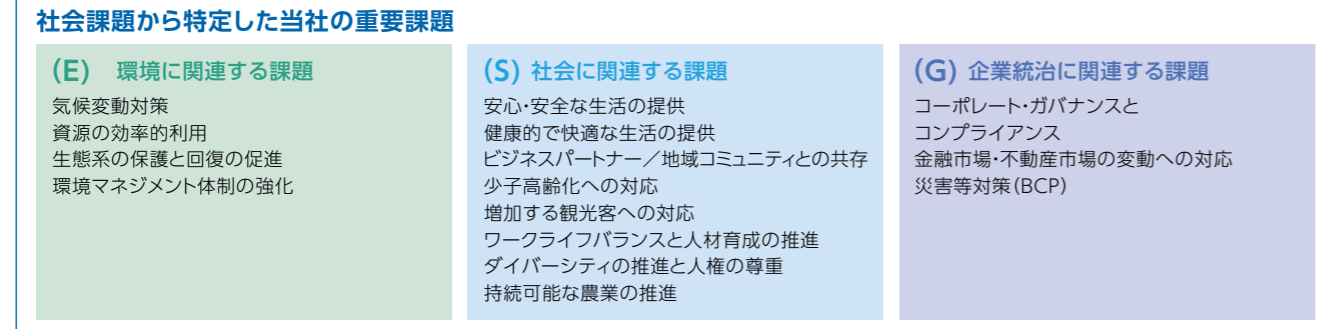 社会課題から特定した当社の重要課題
(E) 環境に関連する課題
気候変動対策
資源の効率的利用
生態系の保護と回復の促進
環境マネジメント体制の強化
(S) 社会に関連する課題
安心・安全な生活の提供
健康的で快適な生活の提供
ビジネスパートナー／地域コミュニティとの共存
少子高齢化への対応
増加する観光客への対応
ワークライフバランスと人材育成の推進
ダイバーシティの推進と人権の尊重
持続可能な農業の推進
(G) 企業統治に関連する課題
コーポレート・ガバナンスと
コンプライアンス
金融市場・不動産市場の変動への対応
災害等対策(BCP)